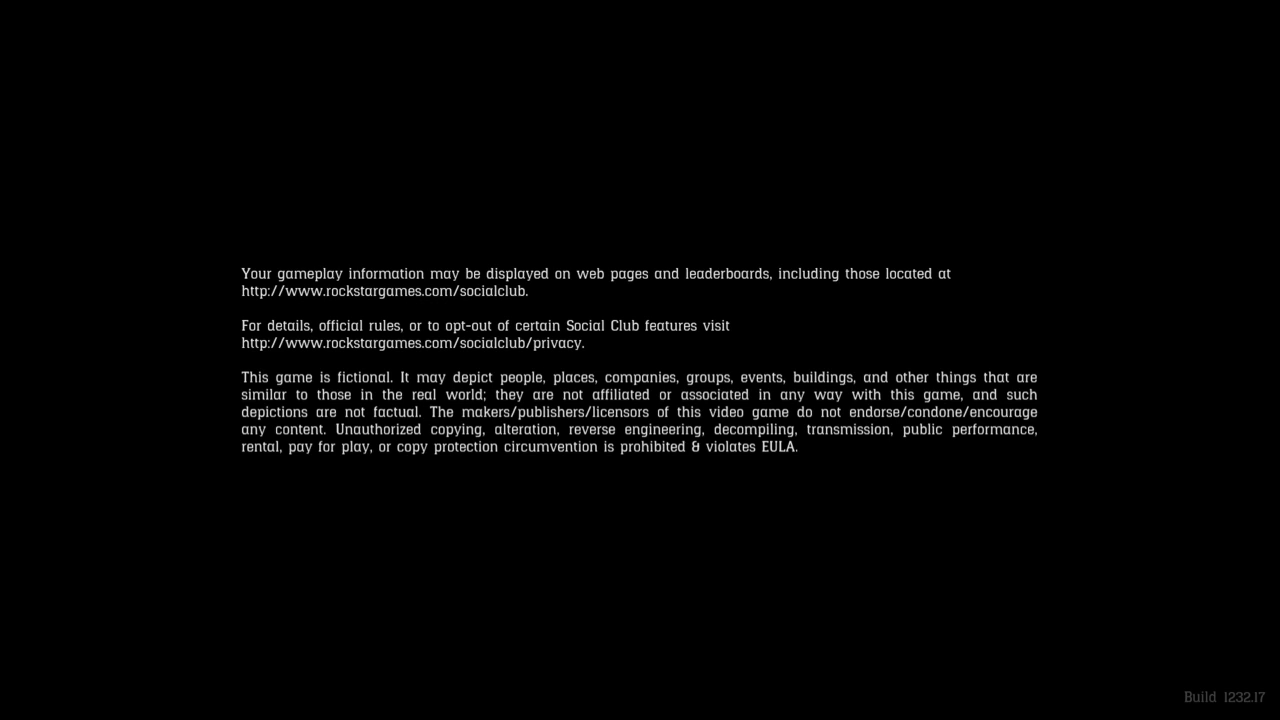 Your gameplay information may be displayed on web pages and leaderboards, including those located at
http://www.rockstargames.com/socialclub.
For details, official rules, or to opt-out of certain Social Club features visit
http://www.rockstargames.com/socialclub/privacy.
This game is fictional. It may depict people, places, companies, groups, events, buildings, and other things that are
similar to those in the real world; they are not affiliated or associated in any way with this game, and such
depictions are not factual. The makers/publishers/licensors of this video game do not endorse/condone/encourage
any content. Unauthorized copying, alteration, reverse engineering, decompiling, transmission, public performance,
rental, pay for play, or copy protection circumvention is prohibited & violates EULA.
Build 1232.17